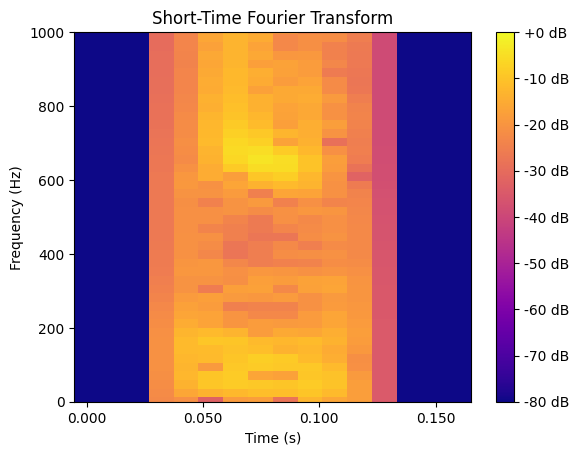 Short-Time Fourier Transform
Frequency (Hz)
1000
800
600
400
200
0
0.000
0.050
0.100
0.150
Time (s)
+0 dB
-10 dB
-20 dB
-30 dB
-40 dB
-50 dB
-60 dB
-70 dB
-80 dB